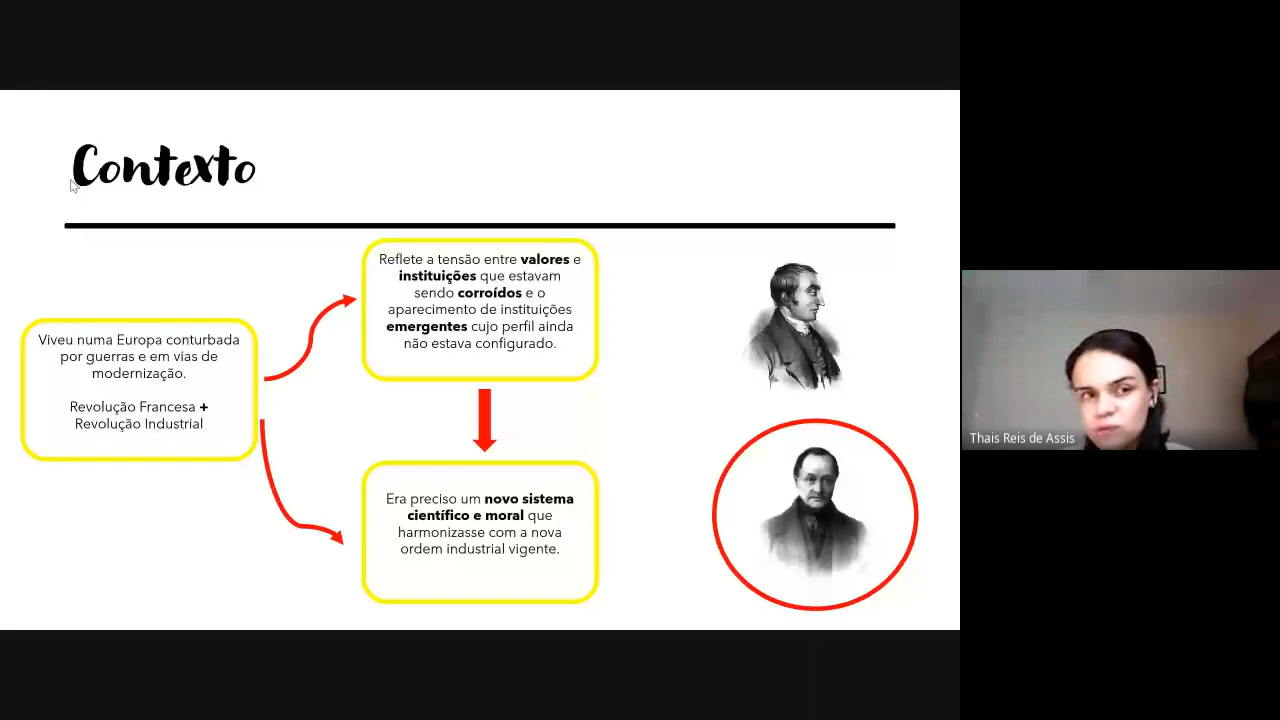 Contexto
Viveu numa Europa conturbada
por guerras e em vias de
modernização.
Revolução Francesa +
Revolução Industrial
Reflete a tensão entre valores e
instituições que estavam
sendo corroídos e o
aparecimento de instituições
emergentes cujo perfil ainda
não estava configurado.
Era preciso um novo sistema
científico e moral que
harmonizasse com a nova
ordem industrial vigente.
Thais Reis de Assis